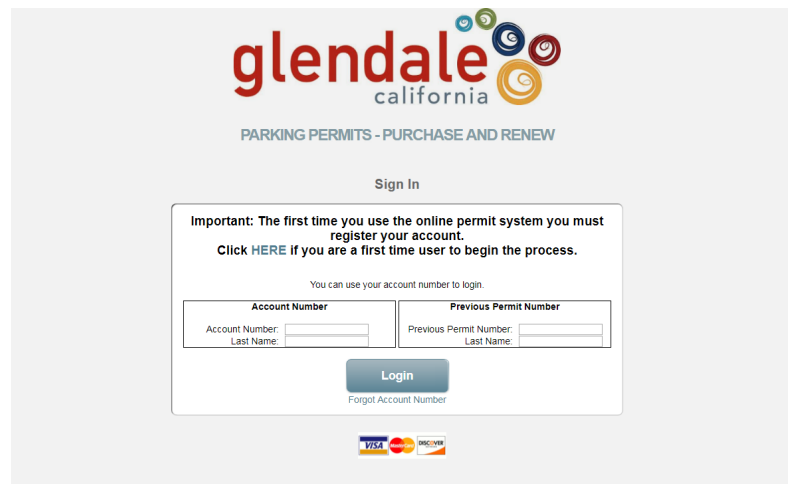 glendale
california
PARKING PERMITS - PURCHASE AND RENEW
Sign In
Important: The first time you use the online permit system you must
register your account.
Click HERE if you are a first time user to begin the process.
You can use your account number to login.
Account Number
Account Number:
Last Name:
Previous Permit Number
Previous Permit Number:
Last Name:
Login
Forgot Account Number
VISA MasterCard DISCOVER